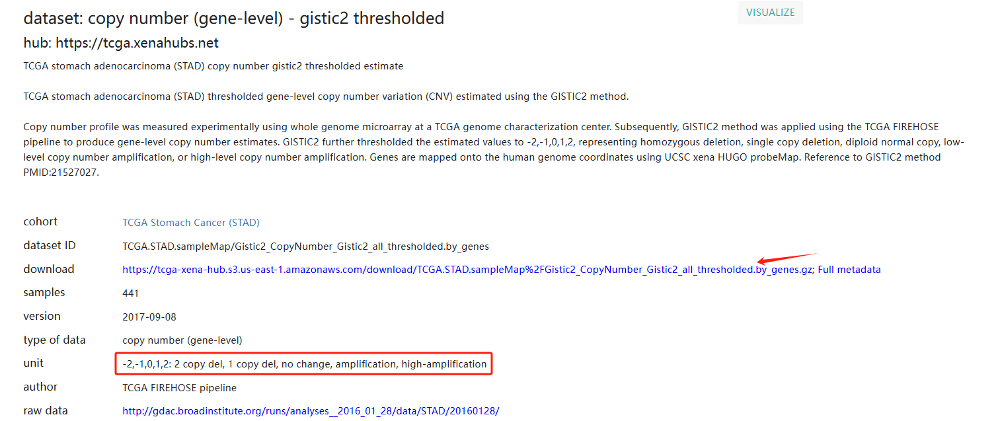 dataset: copy number (gene-level) - gistic2 thresholded
VISUALIZE
hub: https://tcga.xenahubs.net
TCGA stomach adenocarcinoma (STAD) copy number gistic2 thresholded estimate
TCGA stomach adenocarcinoma (STAD) thresholded gene-level copy number variation (CNV) estimated using the GISTIC2 method.
Copy number profile was measured experimentally using whole genome microarray at a TCGA genome characterization center. Subsequently, GISTIC2 method was applied using the TCGA FIREHOSE
pipeline to produce gene-level copy number estimates. GISTIC2 further thresholded the estimated values to -2,-1,0,1,2, representing homozygous deletion, single copy deletion, diploid normal copy, low-
level copy number amplification, or high-level copy number amplification. Genes are mapped onto the human genome coordinates using UCSC xena HUGO probeMap. Reference to GISTIC2 method
PMID:21527027.
cohort TCGA Stomach Cancer (STAD)
dataset ID TCGA.STAD.sampleMap/Gistic2_CopyNumber_Gistic2_all_thresholded.by_genes
download https://tcga-xena-hub.s3.us-east-1.amazonaws.com/download/TCGA.STAD.sampleMap%2FGistic2_CopyNumber_Gistic2_all_thresholded.by_genes.gz; Full metadata
samples 441
version 2017-09-08
type of data copy number (gene-level)
unit -2,-1,0,1,2: 2 copy del, 1 copy del, no change, amplification, high-amplification
author TCGA FIREHOSE pipeline
raw data http://gdac.broadinstitute.org/runs/analyses__2016_01_28/data/STAD/20160128/